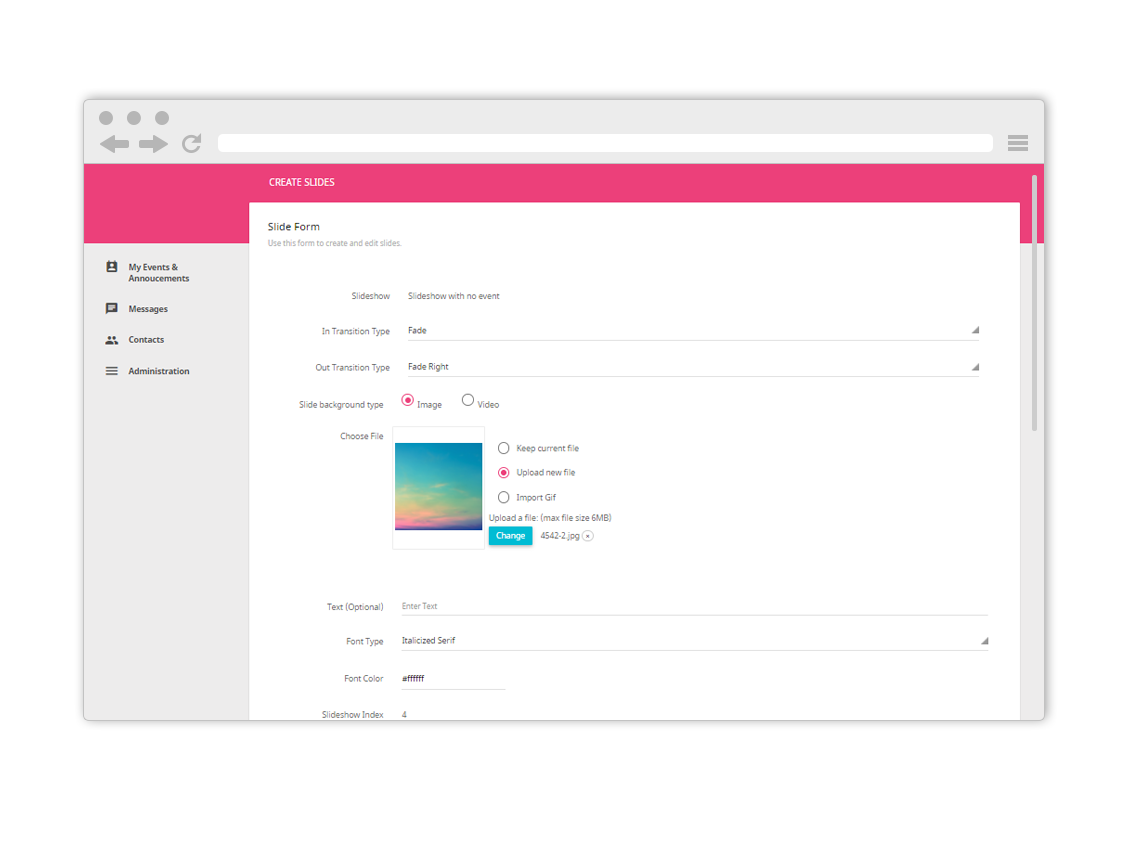 CREATE SLIDES
Slide Form
Use this form to create and edit slides.
My Events &
Annoucements
Messages
Contacts
Administration
Slideshow Slideshow with no event
In Transition Type Fade
Out Transition Type Fade Right
Slide background type Image Video
Choose File
Keep current file
Upload new file
Import Gif
Upload a file: (max file size 6MB)
Change 4542-2.jpg
Text (Optional) Enter Text
Font Type Italicized Serif
Font Color #ffffff
Slideshow Index 4